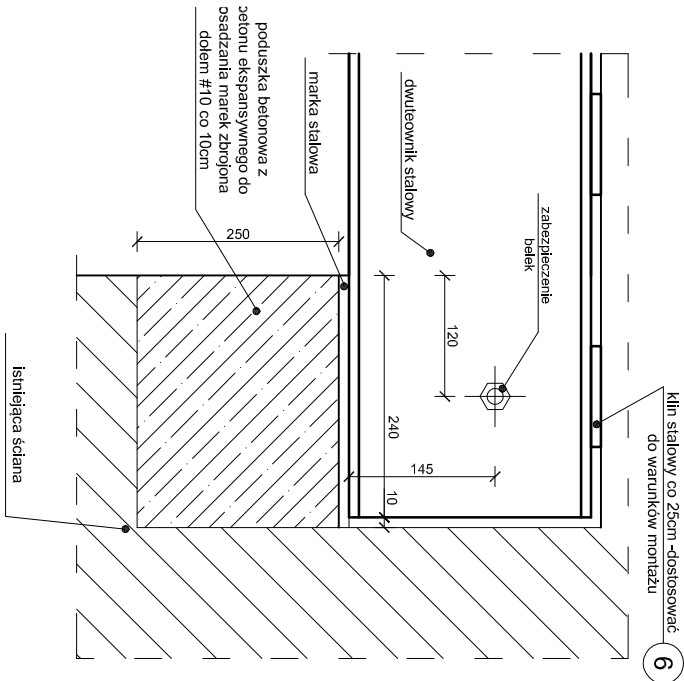 klin stalowy co 25cm -dostosować
do warunków montażu
6
zabezpieczenie
belek
dwuteownik stalowy
marka stalowa
poduszka betonowa z
betonu ekspansywnego do
osadzania marek zbrojona
dołem #10 co 10cm
istniejąca ściana
250
120
240
10
145